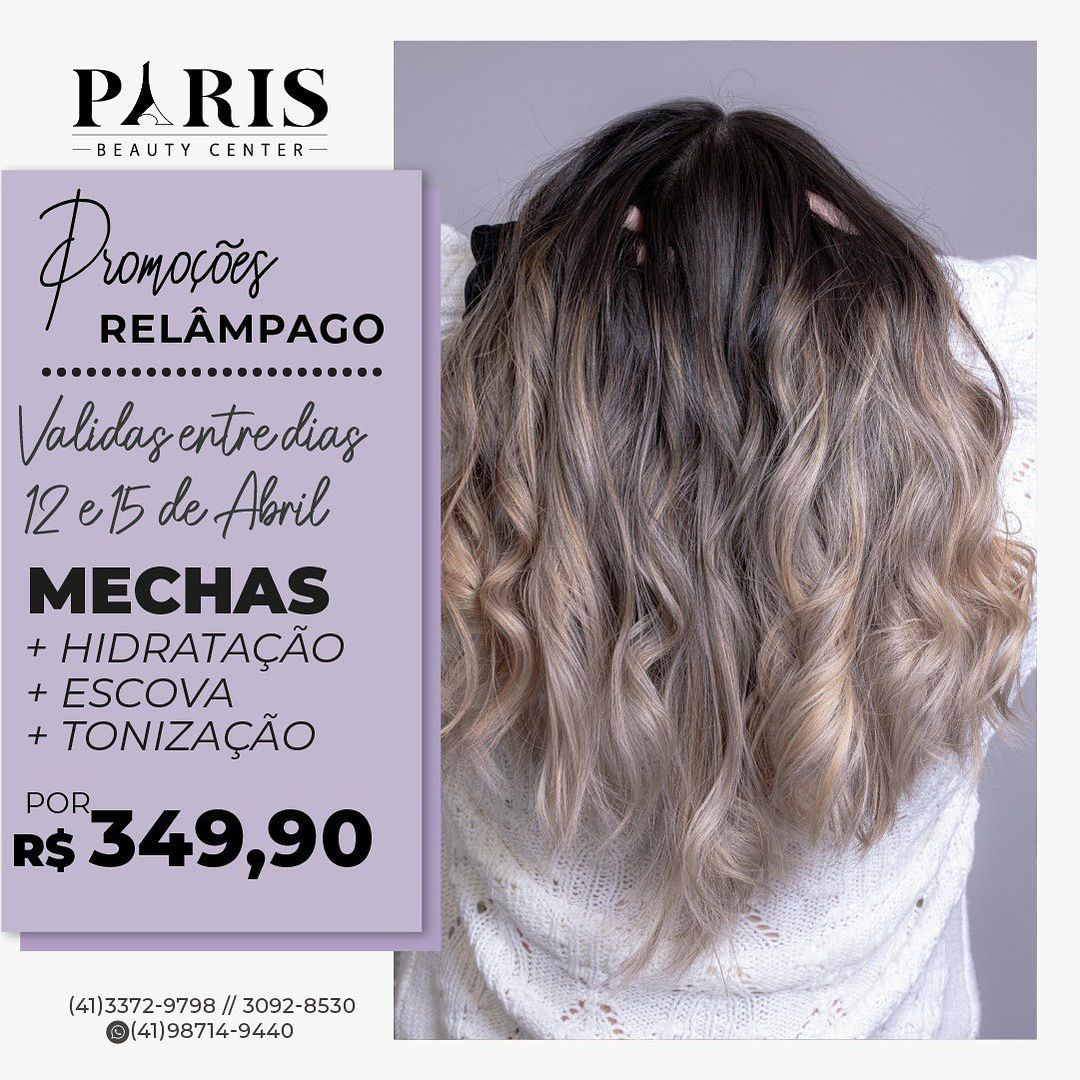 PARIS
BEAUTY CENTER
Promoções
RELÂMPAGO
Validas entre dias
12 e 15 de Abril
MECHAS
+ HIDRATAÇÃO
+ ESCOVA
+ TONIZAÇÃO
POR
R$ 349,90
(41)3372-9798 // 3092-8530
(41)98714-9440